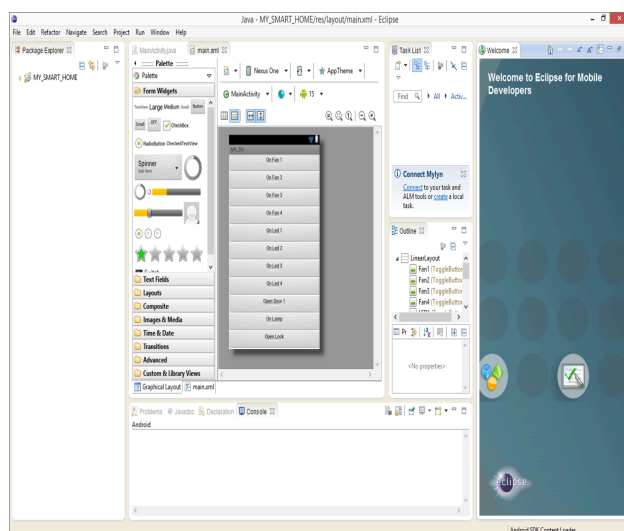 Java - MY_SMART_HOME/res/layout/main.xml - Eclipse
File Edit Refactor Navigate Search Project Run Window Help
Package Explorer
MY_SMART_HOME
MainActivity.java
main.xml
Palette
Palette
Form Widgets
TextView Large Medium Small Button
Small OFF CheckBox
RadioButton CheckedTextView
Spinner
Sub Item
Text Fields
Layouts
Composite
Images & Media
Time & Date
Transitions
Advanced
Custom & Library Views
Graphical Layout
main.xml
Nexus One
AppTheme
MainActivity
15
MY_SH
On Fan 1
On Fan 2
On Fan 3
On Fan 4
On Led 1
On Led 2
On Led 3
On Led 4
Open Door 1
On Lamp
Open Lock
Task List
Find
All
Activ...
Connect Mylyn
Connect to your task and
ALM tools or create a local
task.
Outline
LinearLayout
Fan1 (ToggleButton
Fan2 (ToggleButton
Fan3 (ToggleButton
Fan4 (ToggleButton
Pr
<No properties>
Welcome
Welcome to Eclipse for Mobile
Developers
eclipse
Problems Javadoc Declaration Console
Android
Android SDK Content Loader